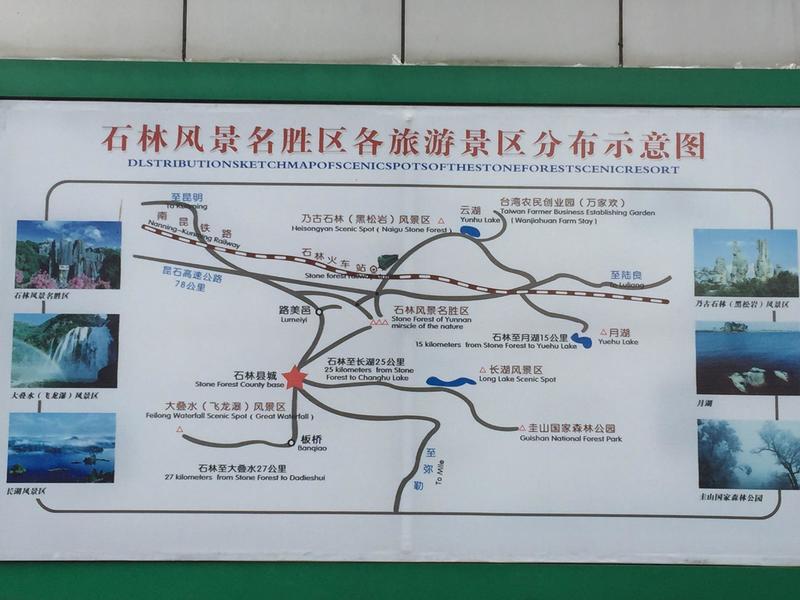 石林风景名胜区各旅游景区分布示意图
DLSTRIBUTIONSKETCHMAPOFSCENICSPOTSOFTHESTONEFORESTSCENICRESORT
至昆明
To Kunming
南昆铁路
Nanning-Kunming Railway
乃古石林（黑松岩）风景区
Heisongyan Scenic Spot ( Naigu Stone Forest )
云湖
Yunhu Lake
台湾农民创业园（万家欢）
Taiwan Farmer Business Establishing Garden
( Wanjiahuan Farm Stay )
石林火车站
Stone forest railway
昆石高速公路
78公里
至陆良
To Luliang
石林风景名胜区
乃古石林（黑松岩）风景区
路美邑
Lumeiyi
石林风景名胜区
Stone Forest of Yunnan
mirscle of the nature
石林至月湖15公里
15 kilometers from Stone Forest to Yuehu Lake
月湖
Yuehu Lake
石林县城
Stone Forest County base
石林至长湖25公里
25 kilometers from Stone
Forest to Changhu Lake
长湖风景区
Long Lake Scenic Spot
大叠水（飞龙瀑）风景区
月湖
大叠水（飞龙瀑）风景区
Feilong Waterfall Scenic Spot ( Great Waterfall )
板桥
Banqiao
圭山国家森林公园
Guishan National Forest Park
石林至大叠水27公里
27 kilometers from Stone Forest to Dadieshui
至弥勒
To Mile
长湖风景区
圭山国家森林公园